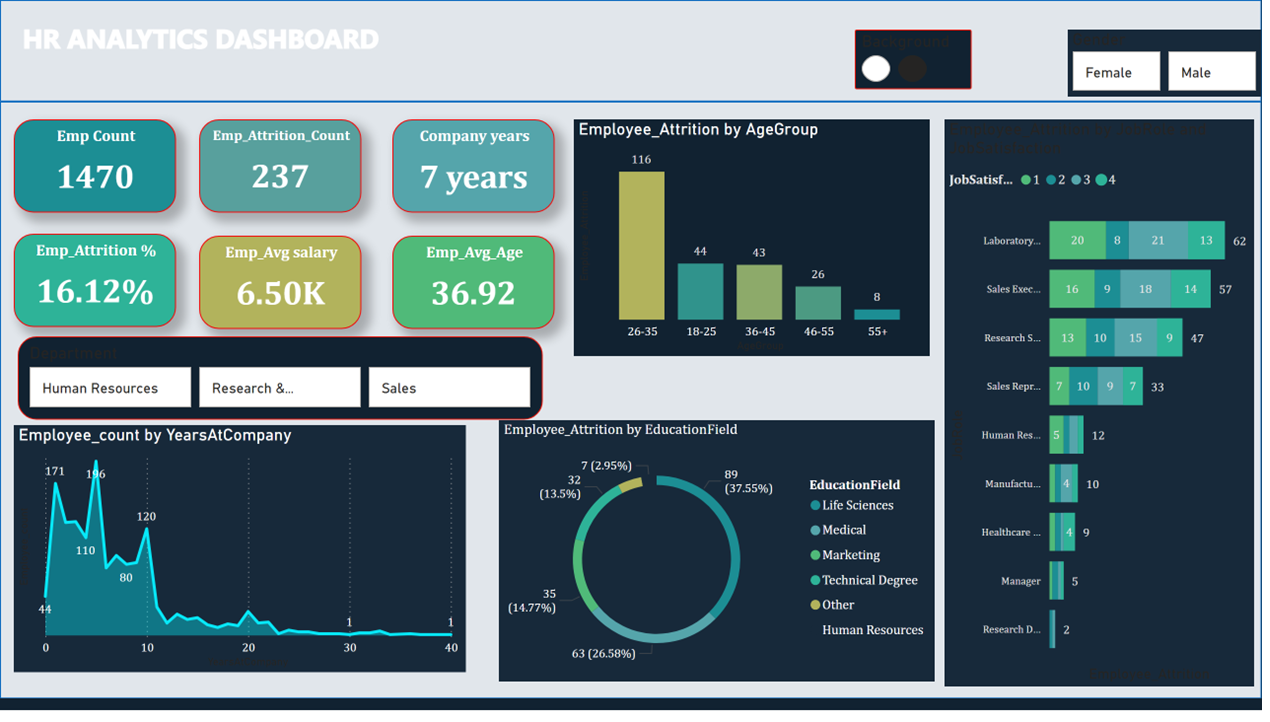 HR ANALYTICS DASHBOARD
Background
Female
Male
Emp Count
1470
Emp_Attrition_Count
237
Company years
7 years
Emp_Attrition %
16.12%
Emp_Avg salary
6.50K
Emp_Avg_Age
36.92
Department
Human Resources
Research &...
Sales
Employee_Attrition by AgeGroup
116
44
43
26
8
26-35
18-25
36-45
46-55
55+
JobSatisf...
1
2
3
4
Laboratory...
20
8
21
13
62
Sales Exec...
16
9
18
14
57
Research S...
13
10
15
9
47
Sales Repr...
7
10
9
7
33
Human Res...
5
12
Manufactu...
4
10
Healthcare ...
4
9
Manager
5
Research D...
2
Employee_count by YearsAtCompany
171
196
120
110
80
44
1
1
0
10
20
30
40
Employee_Attrition by EducationField
7 (2.95%)
32
(13.5%)
89
(37.55%)
35
(14.77%)
63 (26.58%)
EducationField
Life Sciences
Medical
Marketing
Technical Degree
Other
Human Resources